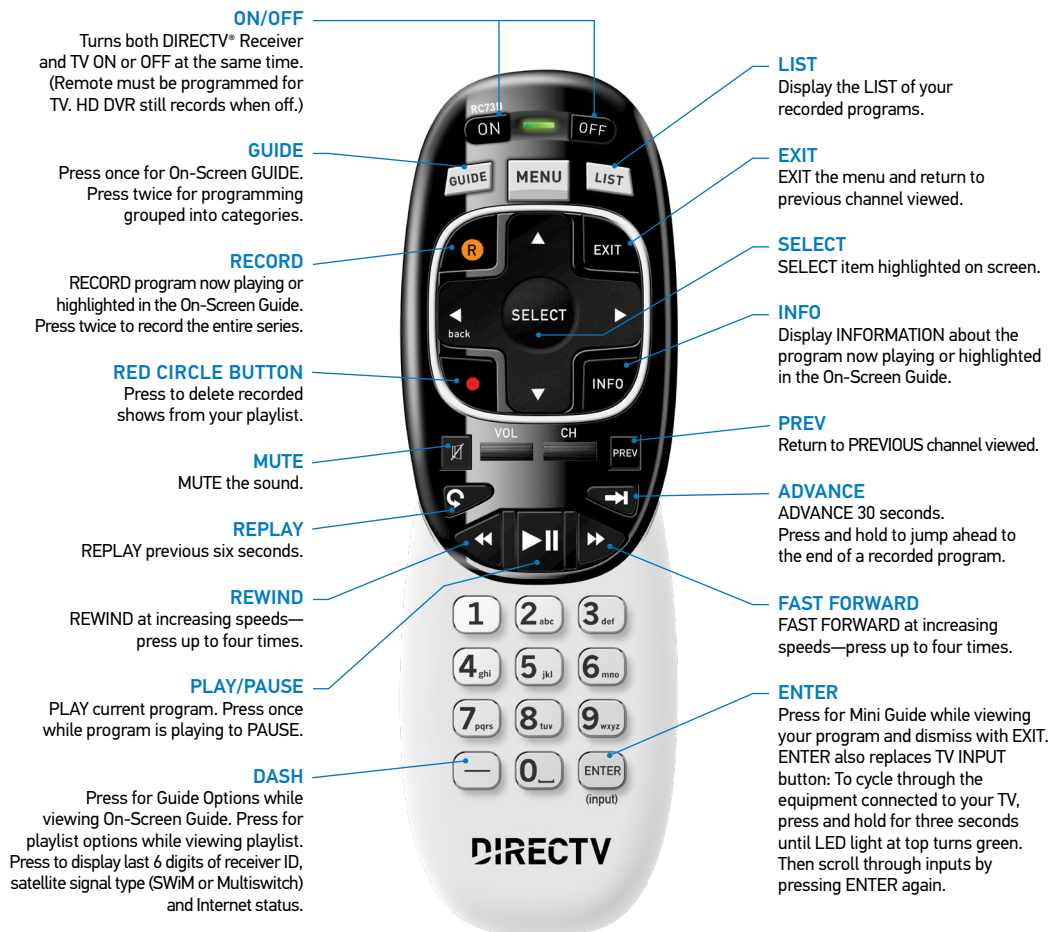 ON/OFF
Turns both DIRECTV® Receiver
and TV ON or OFF at the same time.
(Remote must be programmed for
TV. HD DVR still records when off.)
GUIDE
Press once for On-Screen GUIDE.
Press twice for programming
grouped into categories.
RECORD
RECORD program now playing or
highlighted in the On-Screen Guide.
Press twice to record the entire series.
RED CIRCLE BUTTON
Press to delete recorded
shows from your playlist.
MUTE
MUTE the sound.
REPLAY
REPLAY previous six seconds.
REWIND
REWIND at increasing speeds—
press up to four times.
PLAY/PAUSE
PLAY current program. Press once
while program is playing to PAUSE.
DASH
Press for Guide Options while
viewing On-Screen Guide. Press for
playlist options while viewing playlist.
Press to display last 6 digits of receiver ID,
satellite signal type (SWiM or Multiswitch)
and Internet status.
RC73B
ON OFF
GUIDE MENU LIST
R EXIT
SELECT
back
INFO
VOL CH
PREV
1 2 abc 3 def
4 ghi 5 jkl 6 mno
7 pqrs 8 tuv 9 wxyz
— 0 ENTER
(input)
DIRECTV
LIST
Display the LIST of your
recorded programs.
EXIT
EXIT the menu and return to
previous channel viewed.
SELECT
SELECT item highlighted on screen.
INFO
Display INFORMATION about the
program now playing or highlighted
in the On-Screen Guide.
PREV
Return to PREVIOUS channel viewed.
ADVANCE
ADVANCE 30 seconds.
Press and hold to jump ahead to
the end of a recorded program.
FAST FORWARD
FAST FORWARD at increasing
speeds—press up to four times.
ENTER
Press for Mini Guide while viewing
your program and dismiss with EXIT.
ENTER also replaces TV INPUT
button: To cycle through the
equipment connected to your TV,
press and hold for three seconds
until LED light at top turns green.
Then scroll through inputs by
pressing ENTER again.